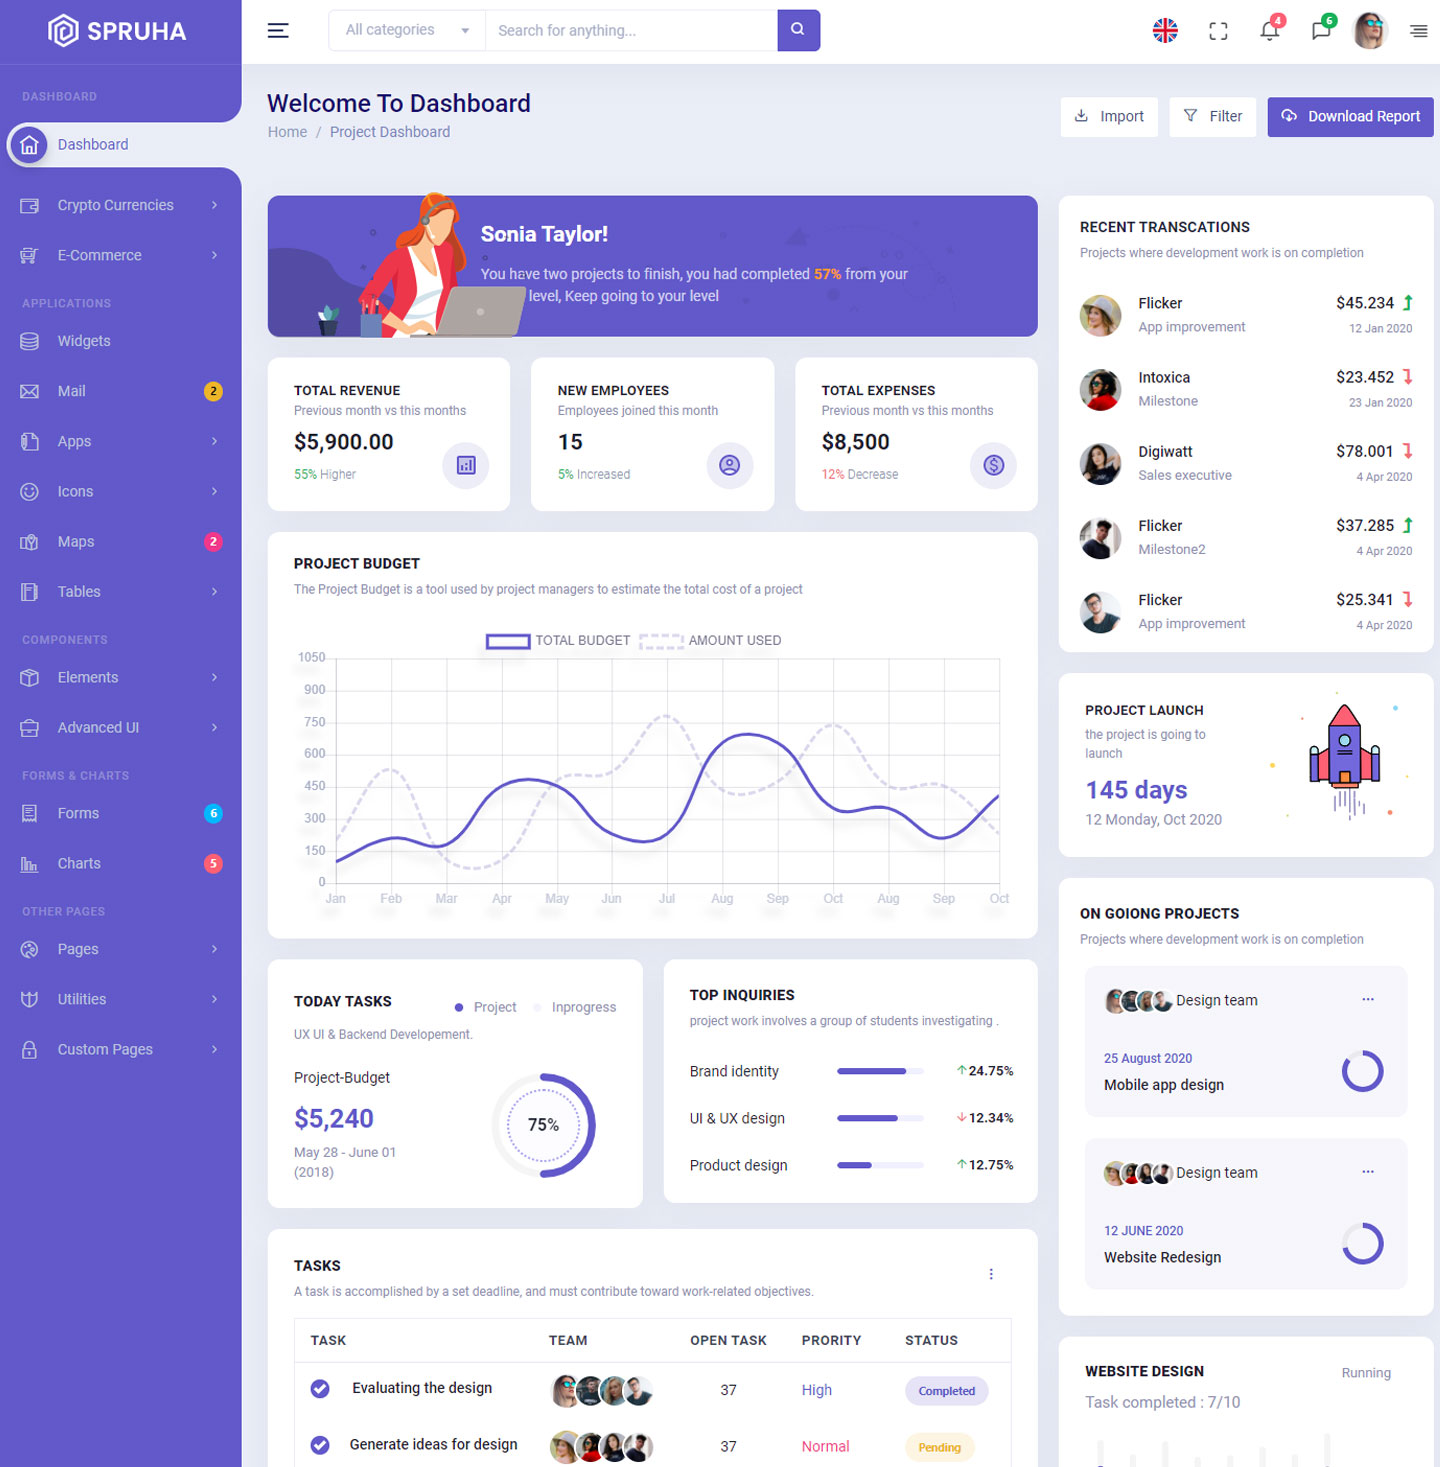 SPRUHA
All categories
Search for anything...
4
6
DASHBOARD
Dashboard
Crypto Currencies
E-Commerce
APPLICATIONS
Widgets
Mail
2
Apps
Icons
Maps
2
Tables
COMPONENTS
Elements
Advanced UI
FORMS & CHARTS
Forms
6
Charts
5
OTHER PAGES
Pages
Utilities
Custom Pages
Welcome To Dashboard
Home / Project Dashboard
Import
Filter
Download Report
Sonia Taylor!
You have two projects to finish, you had completed 57% from your
level, Keep going to your level
TOTAL REVENUE
Previous month vs this months
$5,900.00
55% Higher
NEW EMPLOYEES
Employees joined this month
15
5% Increased
TOTAL EXPENSES
Previous month vs this months
$8,500
12% Decrease
PROJECT BUDGET
The Project Budget is a tool used by project managers to estimate the total cost of a project
TOTAL BUDGET
AMOUNT USED
1050
900
750
600
450
300
150
0
Jan Feb Mar Apr May Jun Jul Aug Sep Oct Aug Sep Oct
TODAY TASKS
Project
Inprogress
UX UI & Backend Developement.
Project-Budget
$5,240
May 28 - June 01
(2018)
75%
TOP INQUIRIES
project work involves a group of students investigating .
Brand identity
24.75%
UI & UX design
12.34%
Product design
12.75%
TASKS
A task is accomplished by a set deadline, and must contribute toward work-related objectives.
TASK TEAM OPEN TASK PRORITY STATUS
Evaluating the design 37 High Completed
Generate ideas for design 37 Normal Pending
RECENT TRANSCATIONS
Projects where development work is on completion
Flicker $45.234
App improvement 12 Jan 2020
Intoxica $23.452
Milestone 23 Jan 2020
Digiwatt $78.001
Sales executive 4 Apr 2020
Flicker $37.285
Milestone2 4 Apr 2020
Flicker $25.341
App improvement 4 Apr 2020
PROJECT LAUNCH
the project is going to
launch
145 days
12 Monday, Oct 2020
ON GOIONG PROJECTS
Projects where development work is on completion
Design team
25 August 2020
Mobile app design
Design team
12 JUNE 2020
Website Redesign
WEBSITE DESIGN
Running
Task completed : 7/10